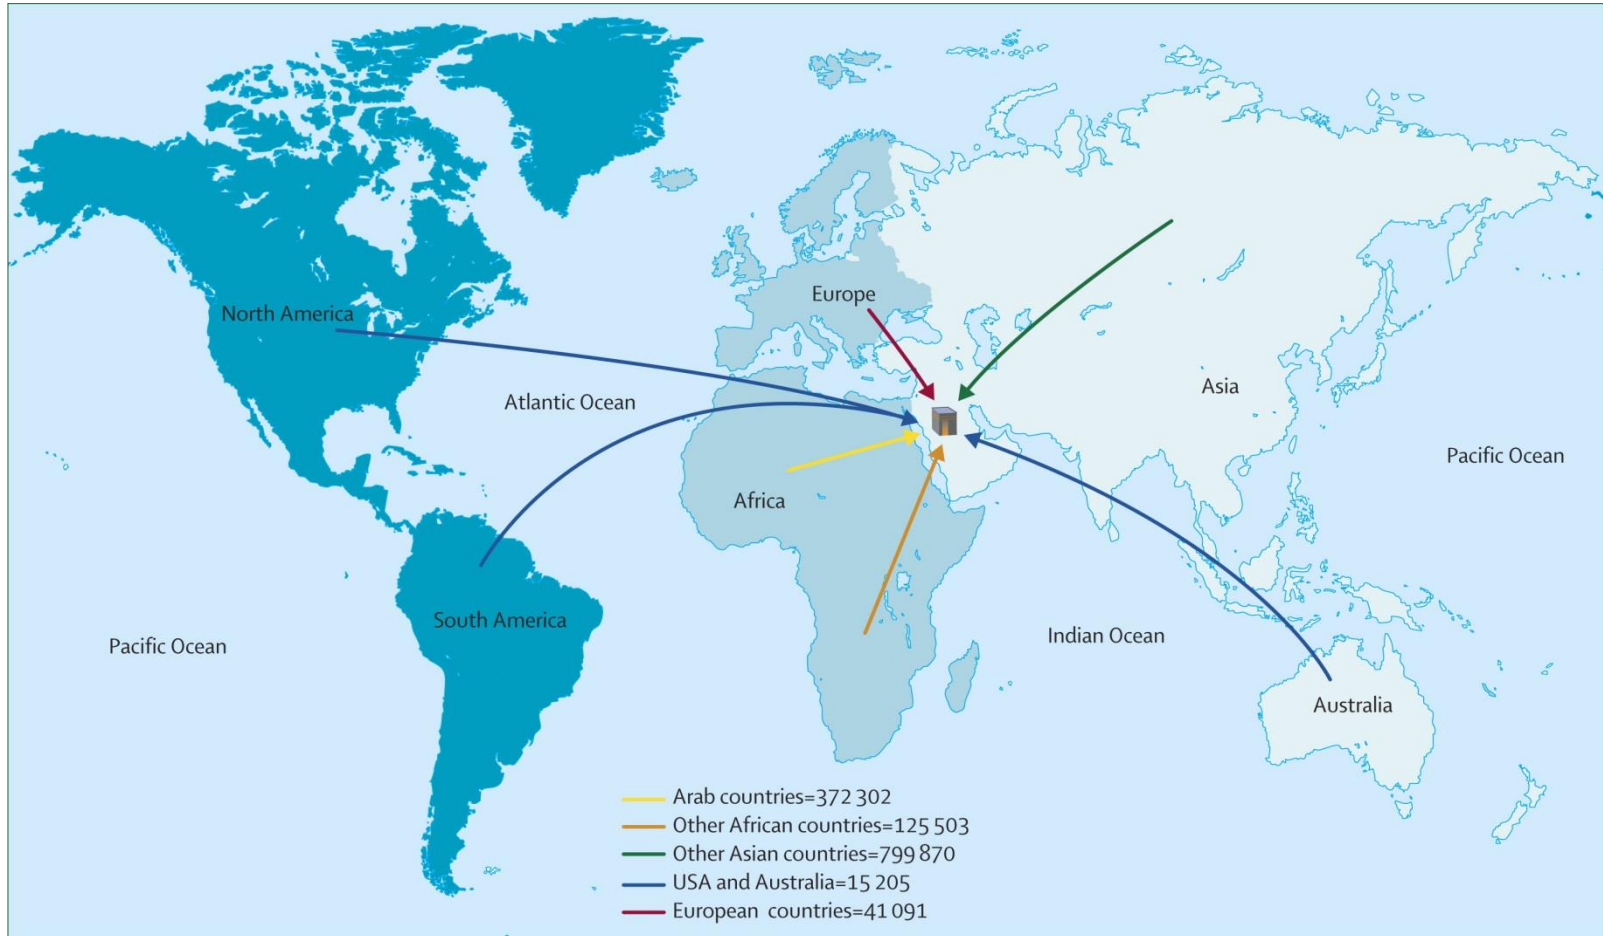 Europe
North America
Asia
Atlantic Ocean
Pacific Ocean
Africa
South America
Indian Ocean
Pacific Ocean
Australia
Arab countries=372 302
Other African countries=125 503
Other Asian countries=799 870
USA and Australia=15 205
European countries=41 091